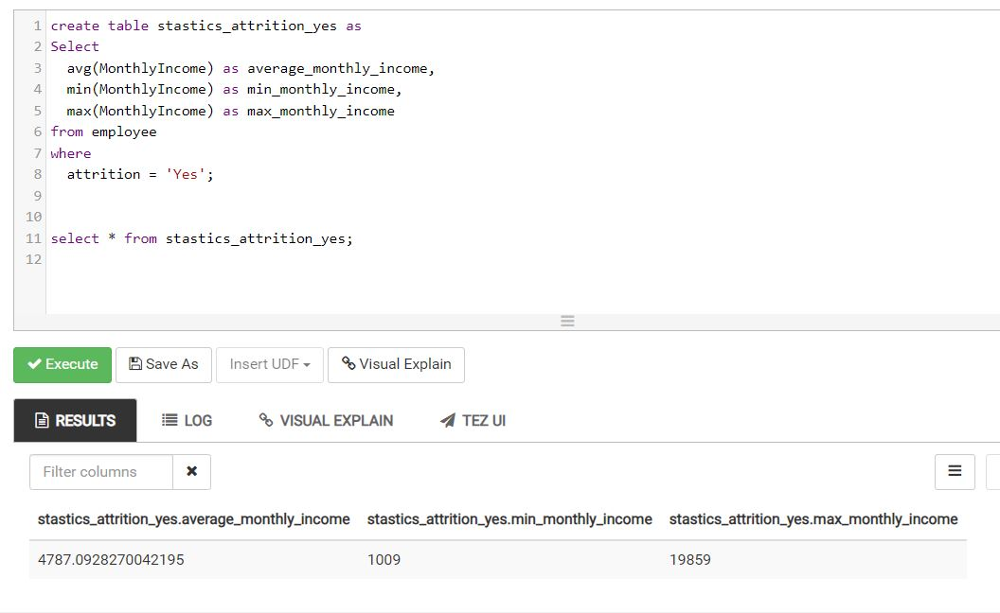 1 create table stastics_attrition_yes as
2 Select
3 avg(MonthlyIncome) as average_monthly_income,
4 min(MonthlyIncome) as min_monthly_income,
5 max(MonthlyIncome) as max_monthly_income
6 from employee
7 where
8 attrition = 'Yes';
9
10
11 select * from stastics_attrition_yes;
12
Execute Save As Insert UDF Visual Explain
RESULTS LOG VISUAL EXPLAIN TEZ UI
Filter columns
stastics_attrition_yes.average_monthly_income stastics_attrition_yes.min_monthly_income stastics_attrition_yes.max_monthly_income
4787.0928270042195 1009 19859